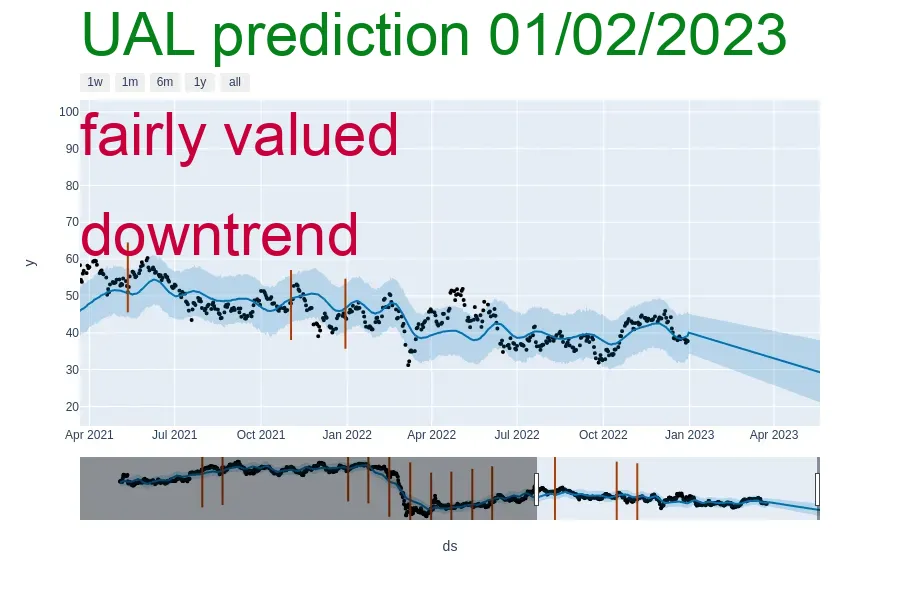 UAL prediction 01/02/2023
1w 1m 6m 1y all
100
fairly valued
90
80
70
downtrend
60
y
50
40
30
20
Apr 2021 Jul 2021 Oct 2021 Jan 2022 Apr 2022 Jul 2022 Oct 2022 Jan 2023 Apr 2023
ds